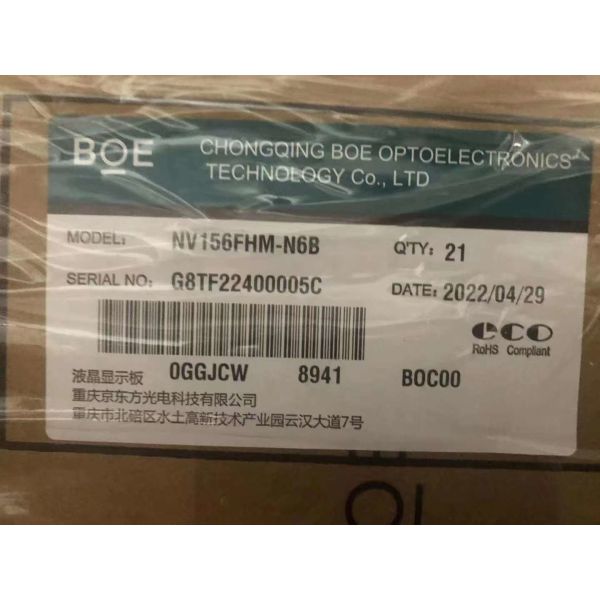 BOE
CHONGQING BOE OPTOELECTRONICS
TECHNOLOGY Co., LTD
MODEL: NV156FHM-N6B Q'TY: 21
SERIAL NO: G8TF22400005C DATE: 2022/04/29
eco
RoHS Compliant
液晶显示板 0GGJCW 8941 BOC00
重庆京东方光电科技有限公司
重庆市北碚区水土高新技术产业园云汉大道7号